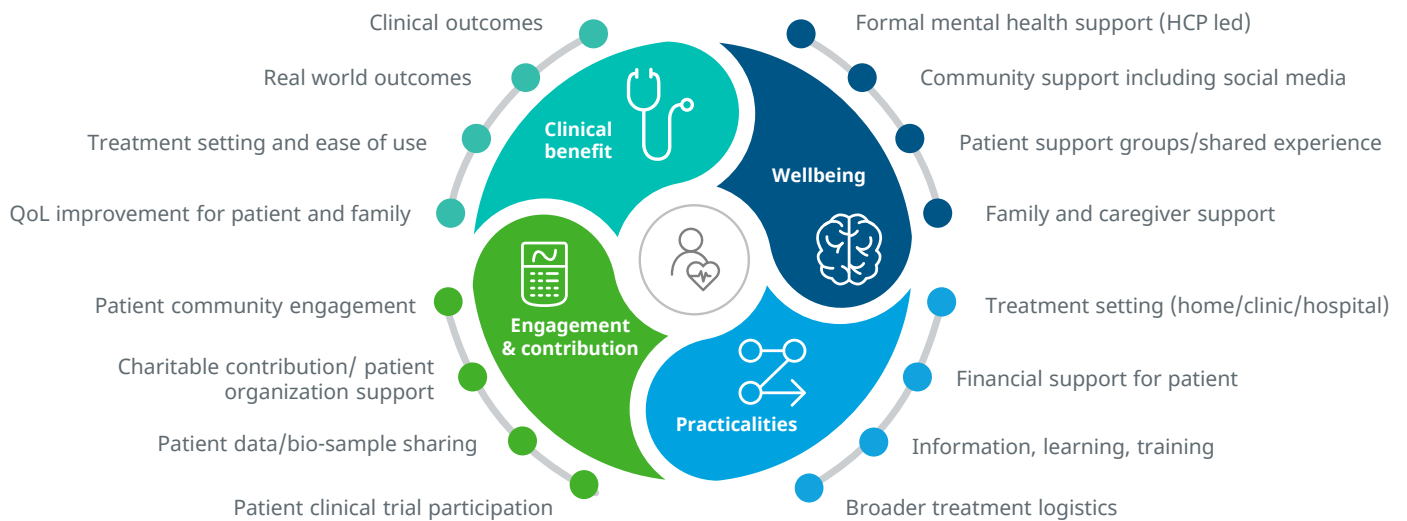 Clinical outcomes
Real world outcomes
Treatment setting and ease of use
QoL improvement for patient and family
Clinical
benefit
Formal mental health support (HCP led)
Community support including social media
Patient support groups/shared experience
Family and caregiver support
Wellbeing
Patient community engagement
Charitable contribution/ patient
organization support
Patient data/bio-sample sharing
Patient clinical trial participation
Engagement
& contribution
Treatment setting (home/clinic/hospital)
Financial support for patient
Information, learning, training
Broader treatment logistics
Practicalities